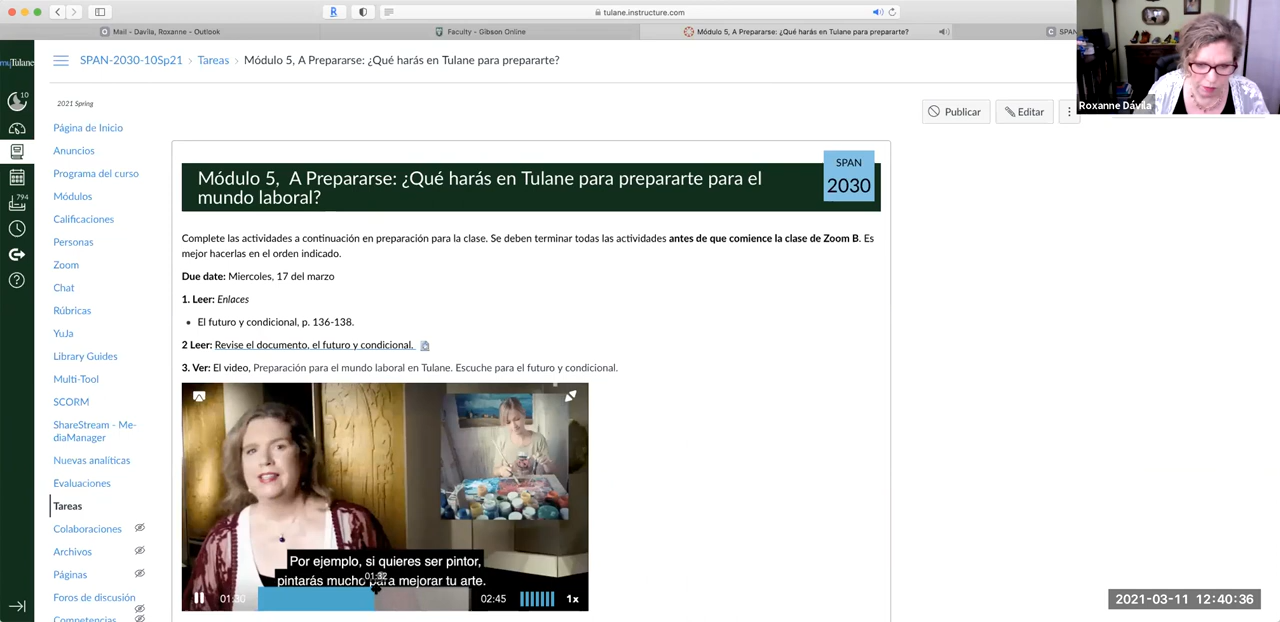 tulane.instructure.com
Mail - Davila, Roxanne - Outlook
Faculty - Gibson Online
Módulo 5, A Prepararse: ¿Qué harás en Tulane para prepararte?
SPAN
Roxanne Dávila
myTulane
SPAN-2030-10Sp21 › Tareas › Módulo 5, A Prepararse: ¿Qué harás en Tulane para prepararte?
10
794
2021 Spring
Página de Inicio
Anuncios
Programa del curso
Módulos
Calificaciones
Personas
Zoom
Chat
Rúbricas
YuJa
Library Guides
Multi-Tool
SCORM
ShareStream - Me-
diaManager
Nuevas analíticas
Evaluaciones
Tareas
Colaboraciones
Archivos
Páginas
Foros de discusión
Competencias
Publicar
Editar
Módulo 5, A Prepararse: ¿Qué harás en Tulane para prepararte para el
mundo laboral?
SPAN
2030
Complete las actividades a continuación en preparación para la clase. Se deben terminar todas las actividades antes de que comience la clase de Zoom B. Es
mejor hacerlas en el orden indicado.
Due date: Miercoles, 17 del marzo
1. Leer: Enlaces
• El futuro y condicional, p. 136-138.
2 Leer: Revise el documento, el futuro y condicional.
3. Ver: El video, Preparación para el mundo laboral en Tulane. Escuche para el futuro y condicional.
Por ejemplo, si quieres ser pintor,
pintarás mucho para mejorar tu arte.
01:32
01:30
02:45
1x
2021-03-11 12:40:36